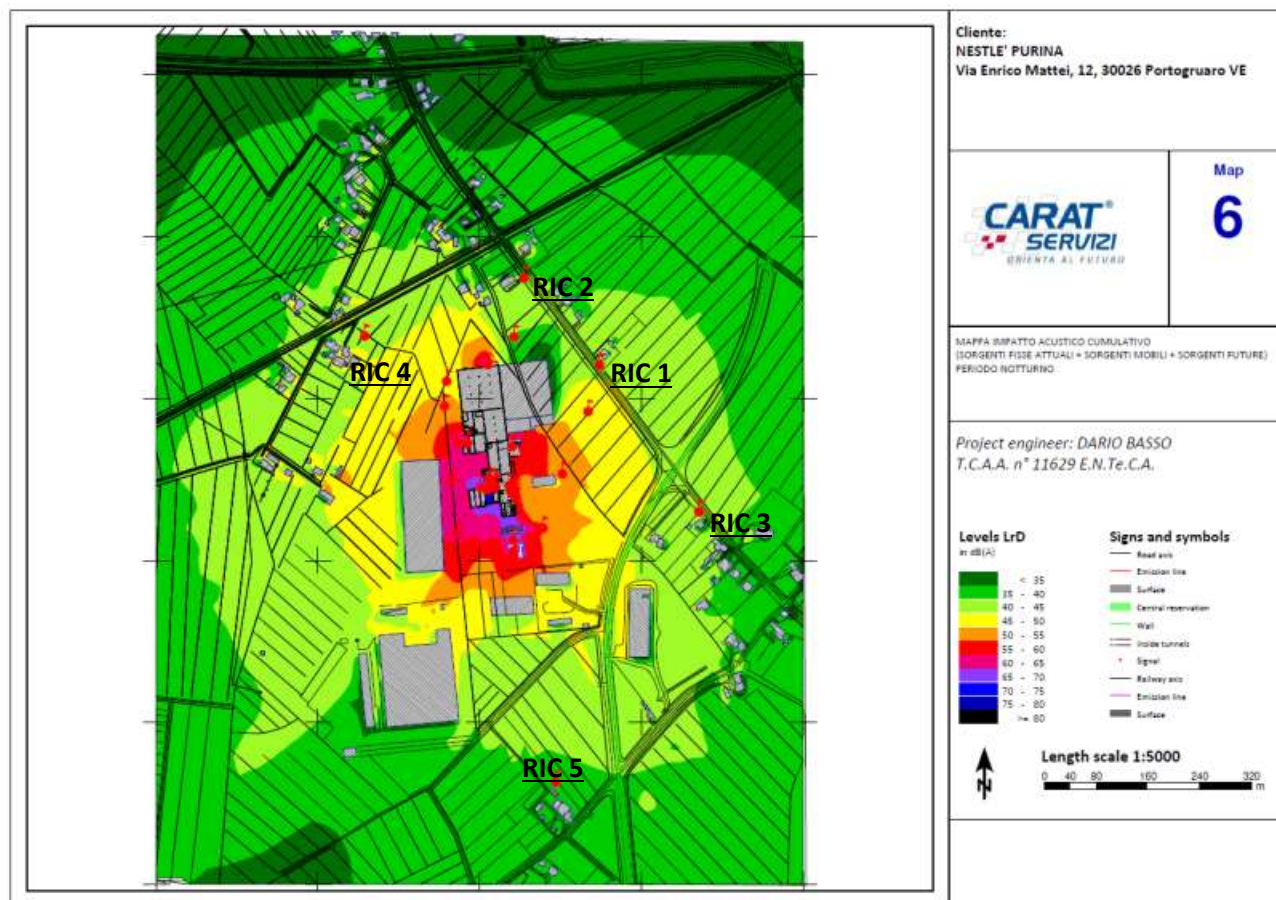 Cliente:
NESTLE' PURINA
Via Enrico Mattei, 12, 30026 Portogruaro VE
CARAT®
SERVIZI
ORIENTA AL FUTURO
Map
6
MAPPA IMPATTO ACUSTICO CUMULATIVO
(SORGENTI FISSE ATTUALI + SORGENTI MOBILI + SORGENTI FUTURE)
PERIODO NOTTURNO
Project engineer: DARIO BASSO
T.C.A.A. n° 11629 E.N.Te.C.A.
RIC 2
RIC 4
RIC 1
RIC 3
RIC 5
Levels LrD
in dB(A)
< 35
35 - 40
40 - 45
45 - 50
50 - 55
55 - 60
60 - 65
65 - 70
70 - 75
75 - 80
>= 80
Signs and symbols
Road axis
Emission line
Surface
Central reservation
Wall
Inside tunnels
Signal
Railway axis
Emission line
Surface
N
Length scale 1:5000
0 40 80 160 240 320
m